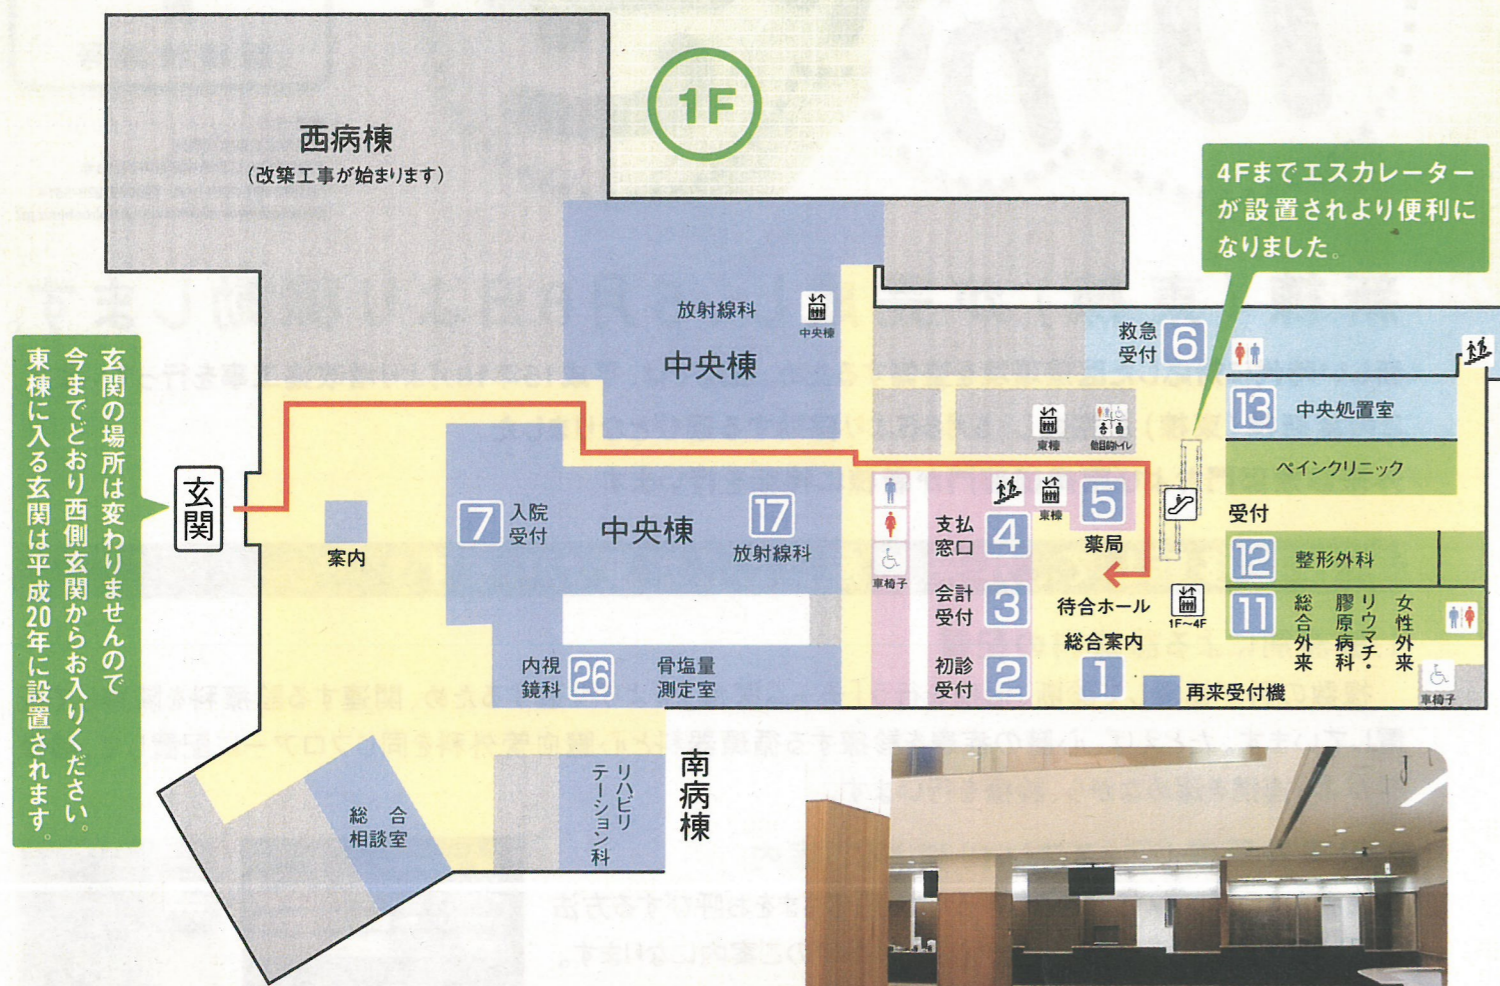 1F
西病棟
(改築工事が始まります)
4Fまでエスカレーター
が設置されより便利に
なりました。
放射線科
中央棟
中央棟
救急
受付
6
13
中央処置室
ペインクリニック
受付
12
整形外科
11
総合外来
リウマチ・
膠原病科
女性外来
車椅子
玄関の場所は変わりませんので
今までどおり西側玄関からお入りください。
東棟に入る玄関は平成20年に設置されます。
玄関
案内
7
入院
受付
中央棟
17
放射線科
内視
鏡科
26
骨塩量
測定室
車椅子
東棟
東棟
支払
窓口
4
5
薬局
会計
受付
3
待合ホール
1F~4F
初診
受付
2
総合案内
1
再来受付機
総合
相談室
リハビリ
テーション科
南病棟